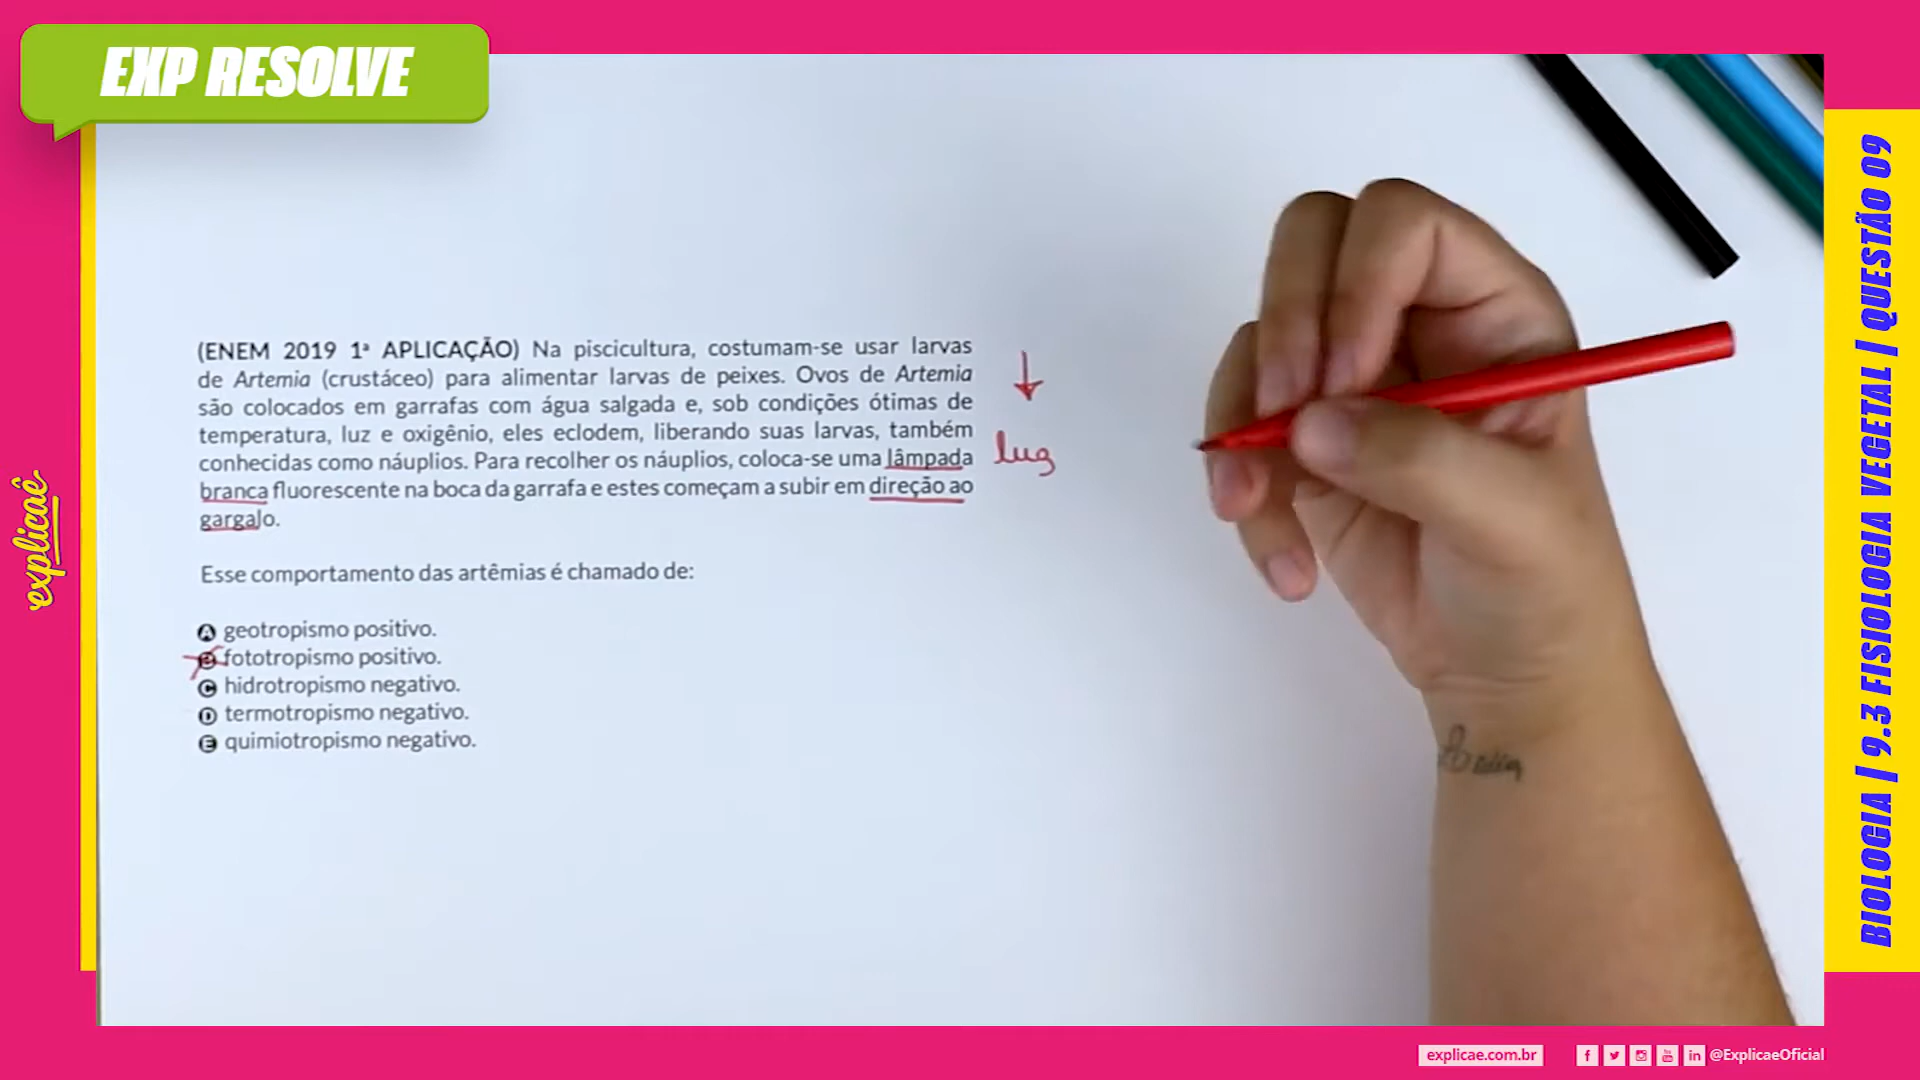 EXP RESOLVE
(ENEM 2019 1ª APLICAÇÃO) Na piscicultura, costumam-se usar larvas
de Artemia (crustáceo) para alimentar larvas de peixes. Ovos de Artemia
são colocados em garrafas com água salgada e, sob condições ótimas de
temperatura, luz e oxigênio, eles eclodem, liberando suas larvas, também
conhecidas como náuplios. Para recolher os náuplios, coloca-se uma lâmpada
branca fluorescente na boca da garrafa e estes começam a subir em direção ao
gargalo.
luz
Esse comportamento das artêmias é chamado de:
A geotropismo positivo.
B fototropismo positivo.
C hidrotropismo negativo.
D termotropismo negativo.
E quimiotropismo negativo.
explicaê
BIOLOGIA | 9.3 FISIOLOGIA VEGETAL | QUESTÃO 09
explicae.com.br
@ExplicaeOficial